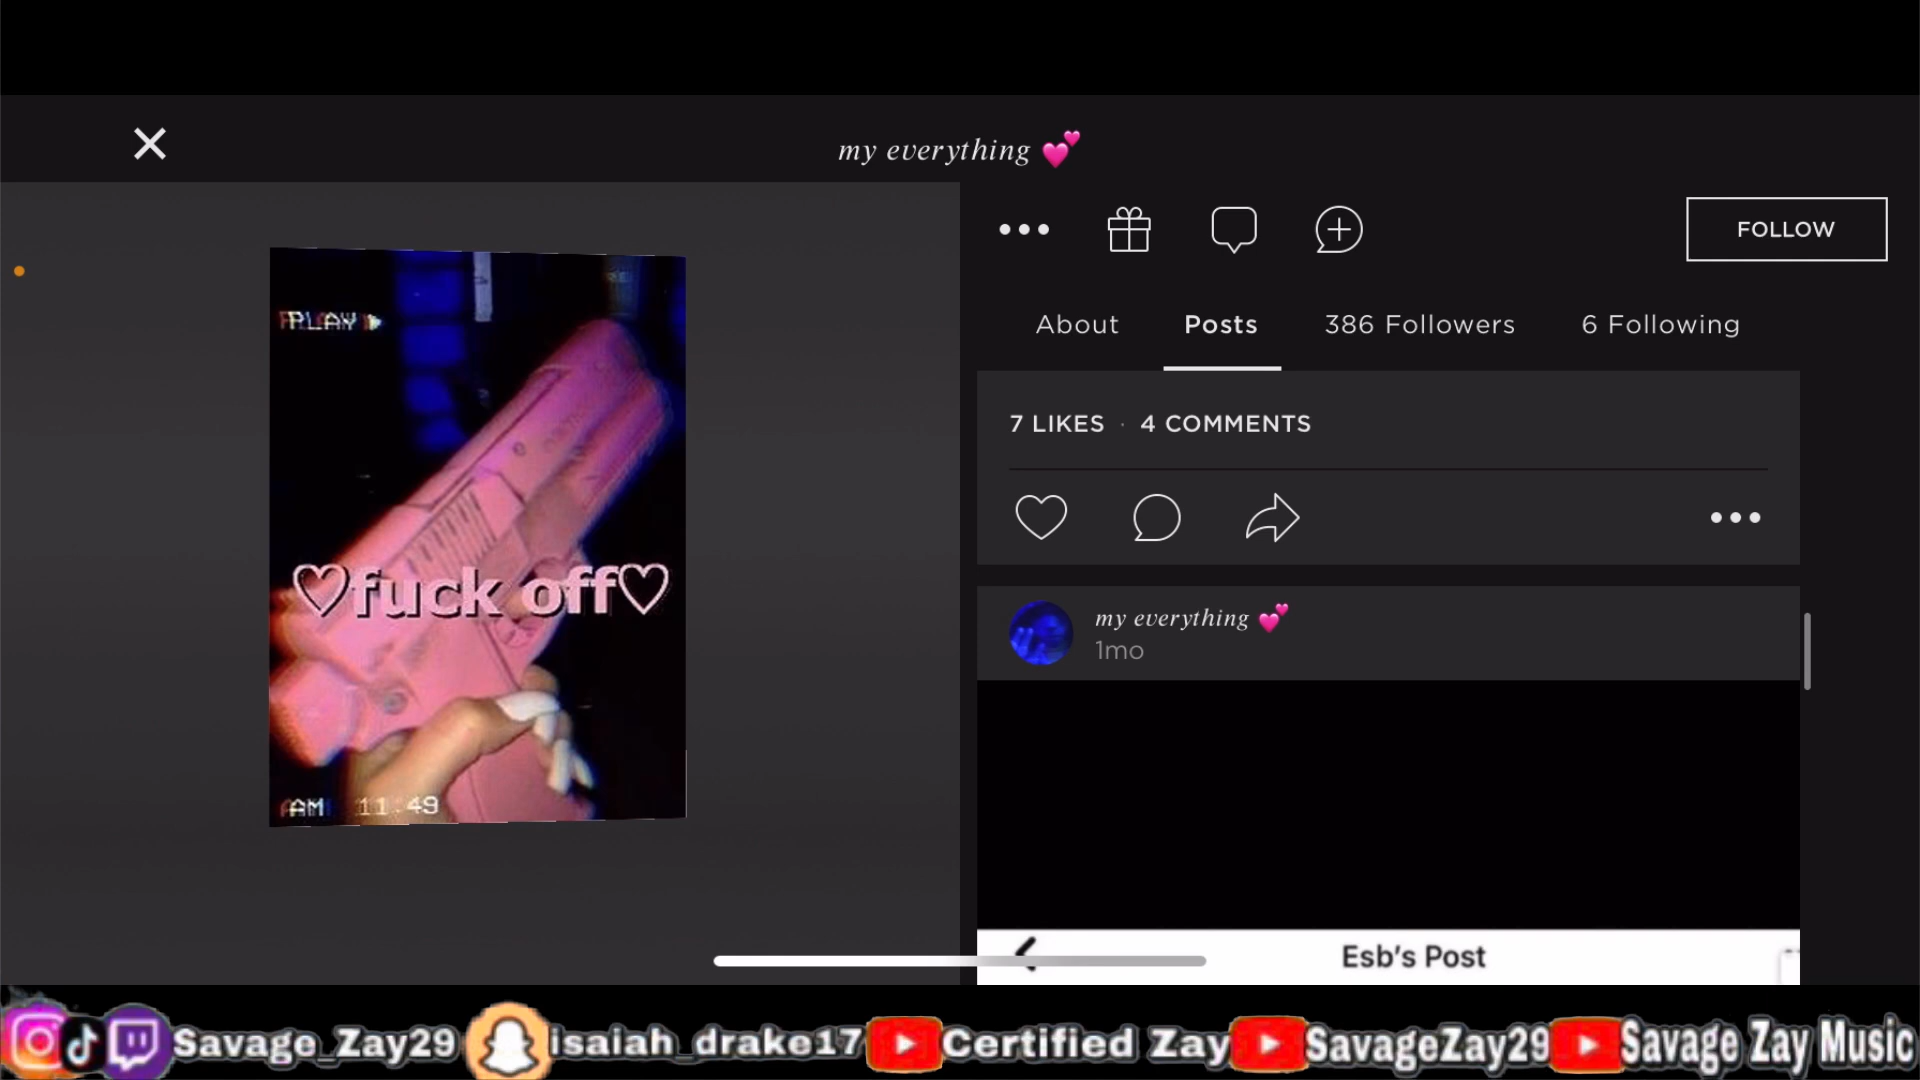 my everything 💕
FOLLOW
About
Posts
386 Followers
6 Following
PLAY
♡fuck off♡
AM 11:49
7 LIKES · 4 COMMENTS
my everything 💕
1mo
Esb's Post
Savage_Zay29
isaiah_drake17
Certified Zay
SavageZay29
Savage Zay Music